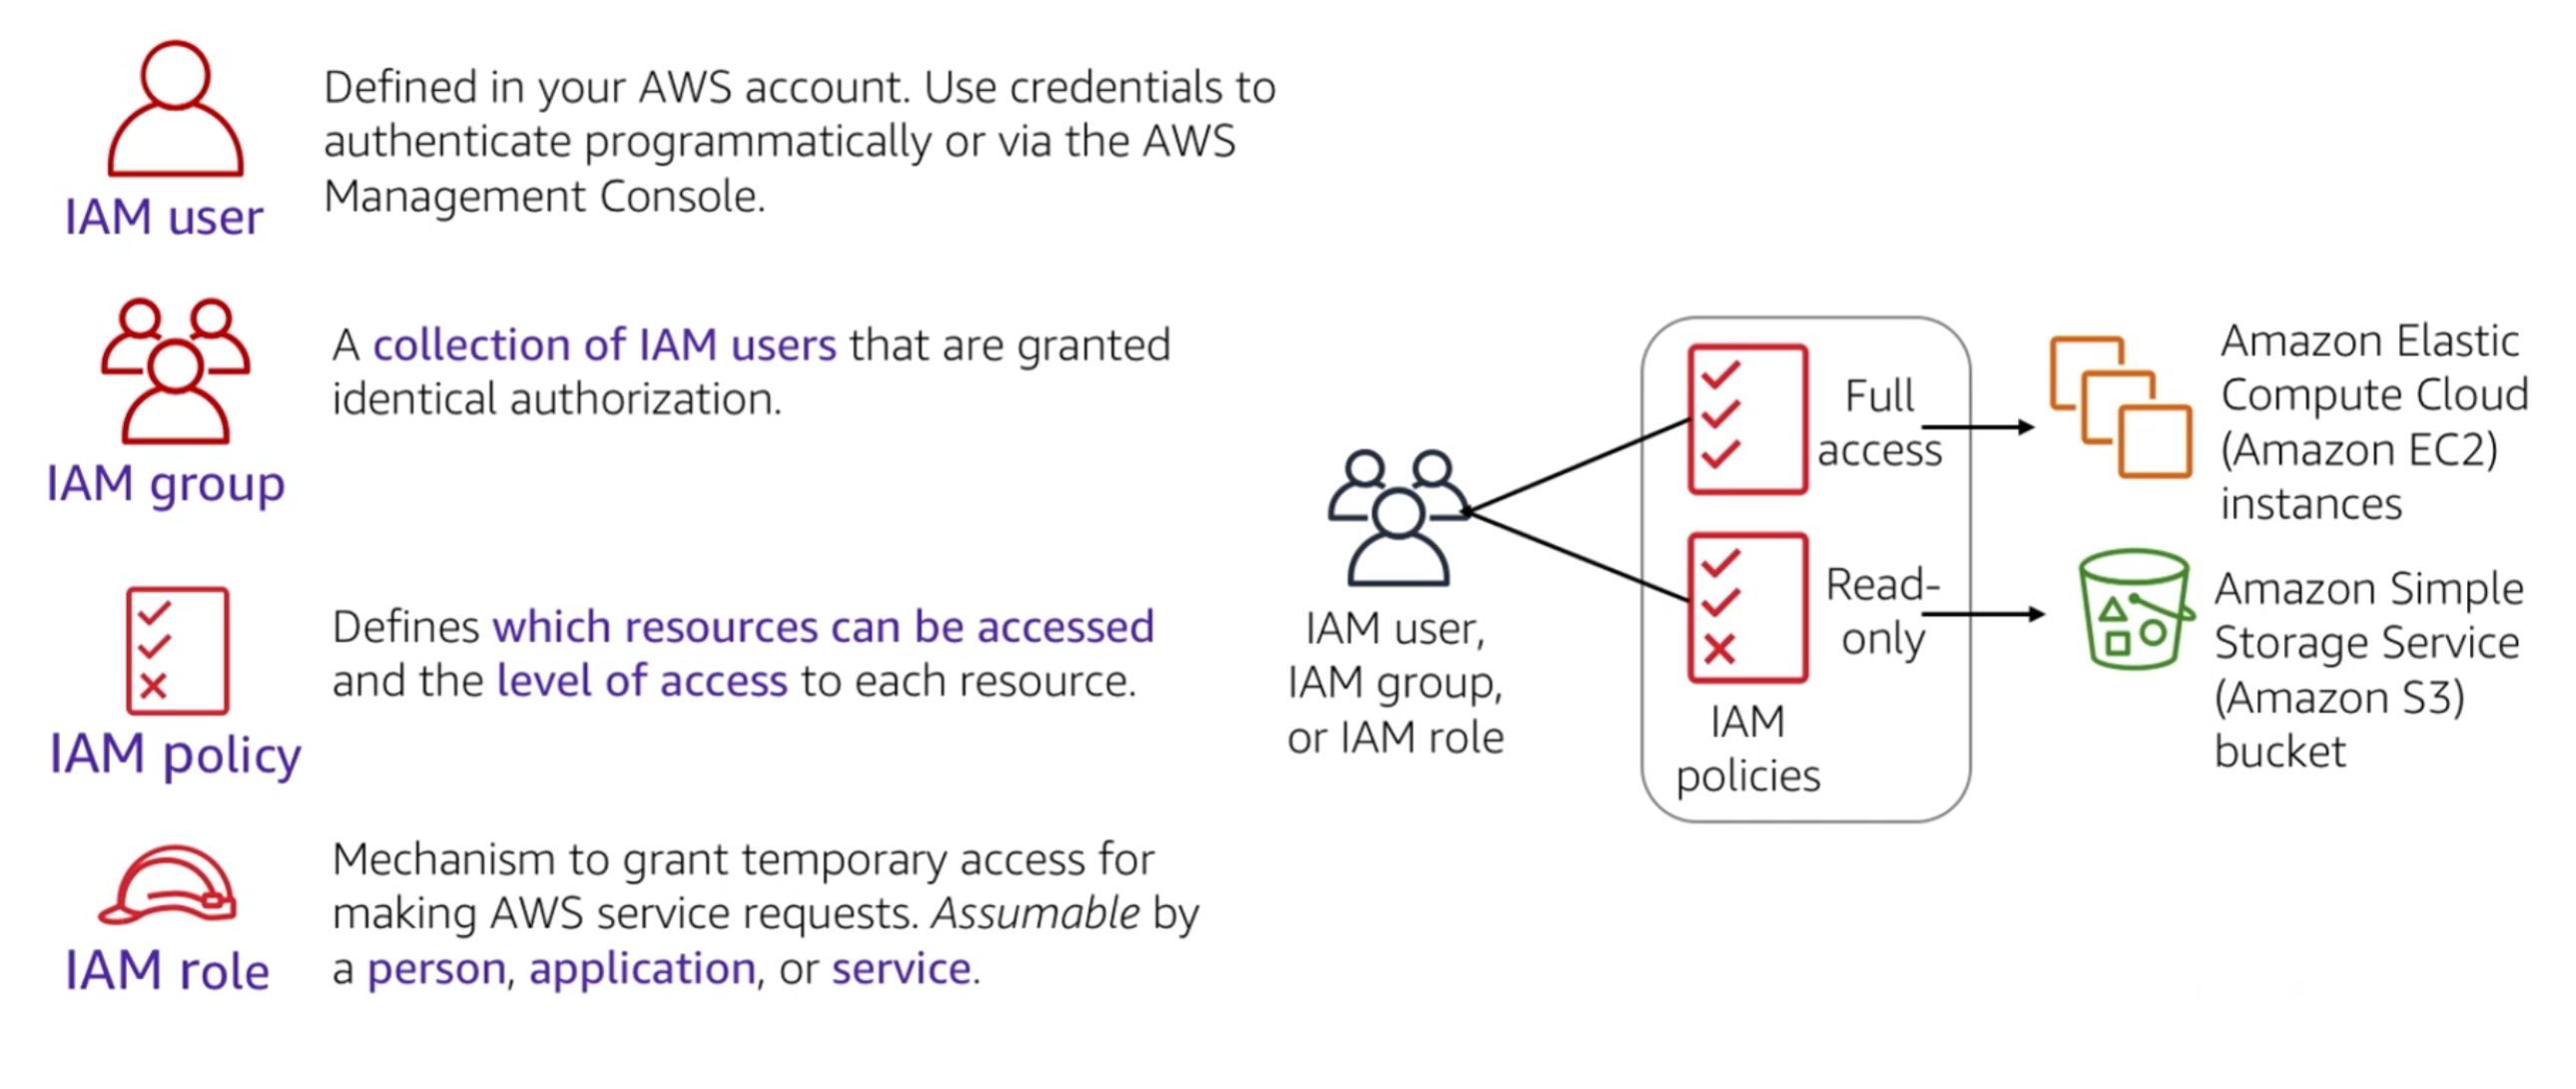 Defined in your AWS account. Use credentials to
authenticate programmatically or via the AWS
Management Console.
IAM user
A collection of IAM users that are granted
identical authorization.
IAM group
Defines which resources can be accessed
and the level of access to each resource.
IAM policy
Mechanism to grant temporary access for
making AWS service requests. Assumable by
a person, application, or service.
IAM role
IAM user,
IAM group,
or IAM role
Full
access
Read-
only
IAM
policies
Amazon Elastic
Compute Cloud
(Amazon EC2)
instances
Amazon Simple
Storage Service
(Amazon S3)
bucket